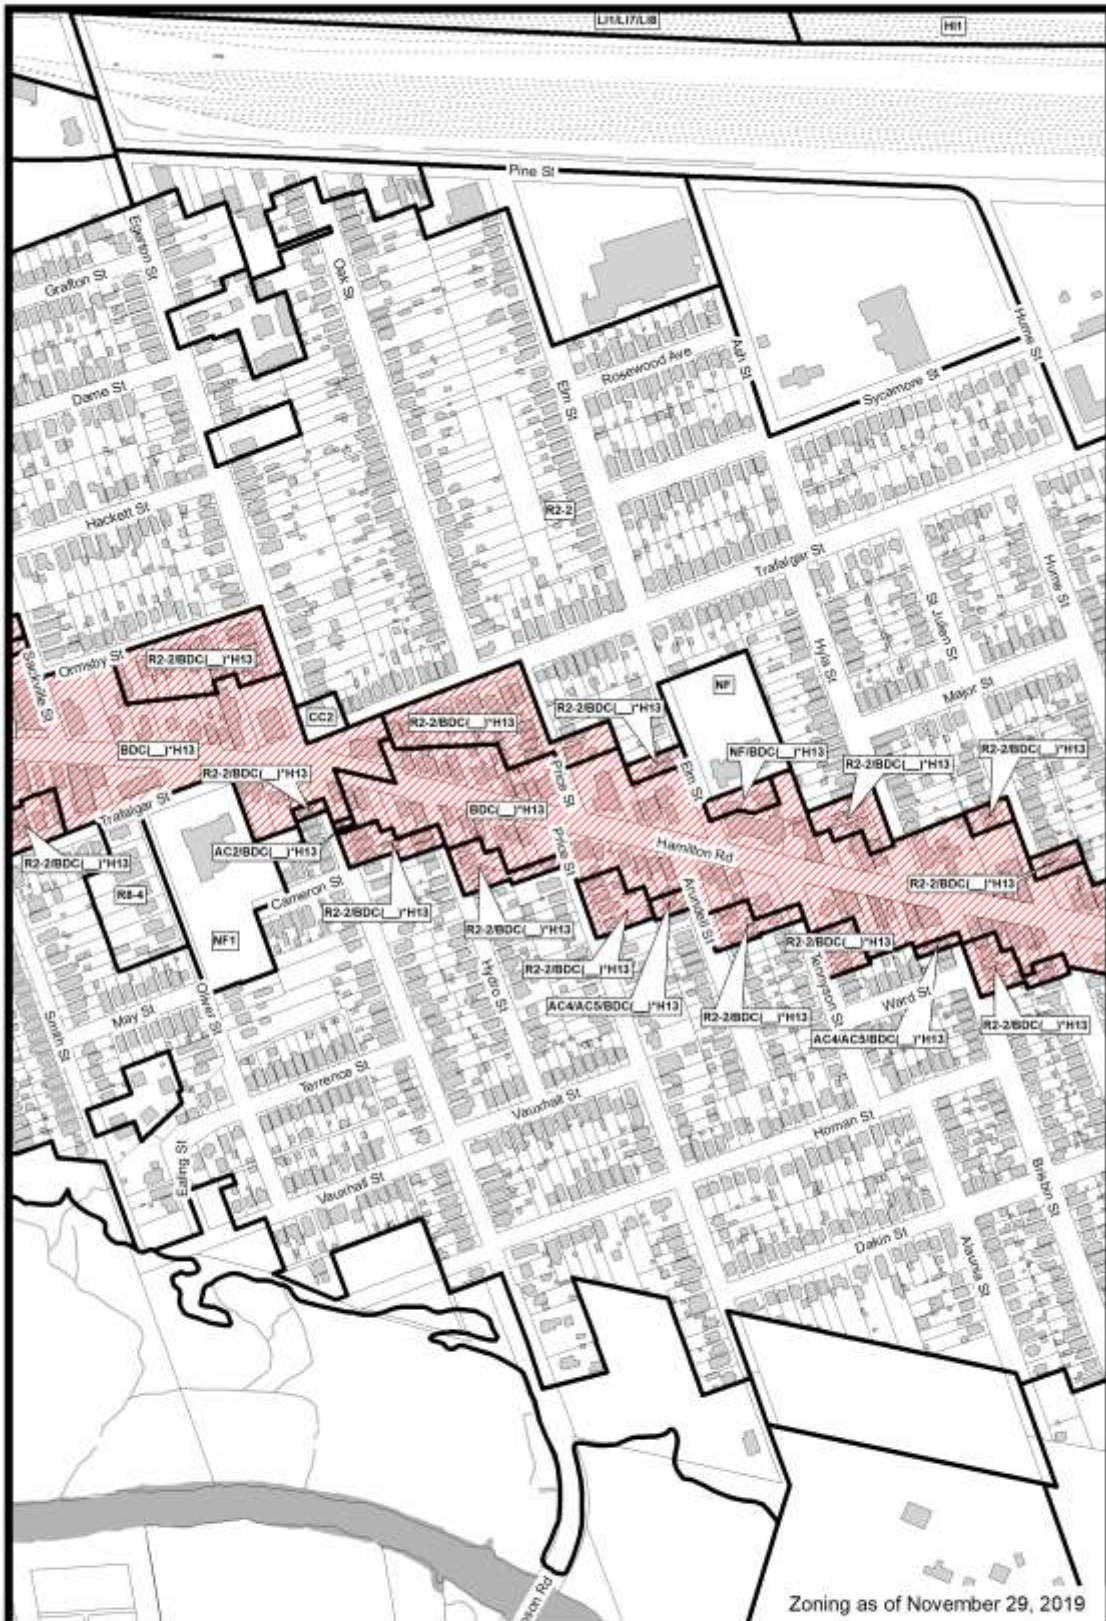 LI1/LI7/LI8
HI1
Pine St
Egerton St
Grafton St
Oak St
Hume St
Ash St
Rosewood Ave
Dame St
Elm St
Sycamore St
Hackett St
R2-2
Trafalgar St
Hume St
St Julien St
Hyla St
Sackville St
Ormsby St
R2-2/BDC(__)*H13
NF
Major St
CC2
R2-2/BDC(__)*H13
R2-2/BDC(__)*H13
BDC(__)*H13
NF/BDC(__)*H13
R2-2/BDC(__)*H13
R2-2/BDC(__)*H13
R2-2/BDC(__)*H13
Price St
Elm St
Trafalgar St
BDC(__)*H13
Price St
Hamilton Rd
AC2/BDC(__)*H13
R2-2/BDC(__)*H13
R2-2/BDC(__)*H13
R8-4
Cameron St
R2-2/BDC(__)*H13
Arundell St
R2-2/BDC(__)*H13
NF1
R2-2/BDC(__)*H13
R2-2/BDC(__)*H13
Tennyson St
Hydro St
Oliver St
Ward St
AC4/AC5/BDC(__)*H13
R2-2/BDC(__)*H13
May St
Smith St
AC4/AC5/BDC(__)*H13
R2-2/BDC(__)*H13
Terrence St
Vauxhall St
Homan St
Ealing St
Vauxhall St
Brisbin St
Dakin St
Alauna St
Zoning as of November 29, 2019